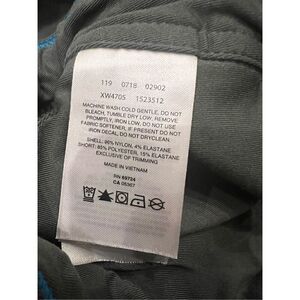 119 0718 02902
XW4705 1523512
MACHINE WASH COLD GENTLE, DO NOT
BLEACH, TUMBLE DRY LOW, REMOVE
PROMPTLY, IRON LOW, DO NOT USE
FABRIC SOFTENER, IF PRESENT DO NOT
IRON DECAL, DO NOT DRYCLEAN.
SHELL: 96% NYLON, 4% ELASTANE
SHORT: 85% POLYESTER, 15% ELASTANE
EXCLUSIVE OF TRIMMING
MADE IN VIETNAM
RN 69724
CA 05367